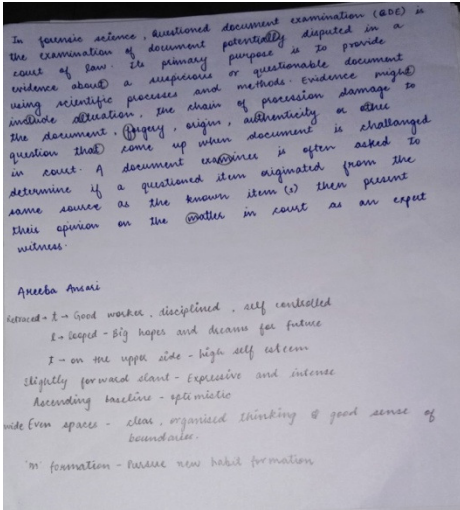 In forensic science, Questioned document examination (QDE) is
the examination of document potentially disputed in a
court of law. Its primary purpose is to provide
evidence about a suspicious or questionable document
using scientific processes and methods. Evidence might
include alteration, the chain of procession damage to
the document, forgery, origin, authenticity or other
question that come up when document is challanged
in court. A document examiner is often asked to
determine if a questioned item originated from the
same source as the known item(s) then present
their opinion on the matter in court as an expert
witness.
Areeba Ansari
Retraced → t → Good worker, disciplined, self controlled
l → looped - Big hopes and dreams for future
t → on the upper side - high self esteem
Slightly forward slant - Expressive and intense
Ascending baseline - optimistic
wide Even spaces - clear, organised thinking & good sense of
boundaries.
'm' formation - Pursue new habit formation